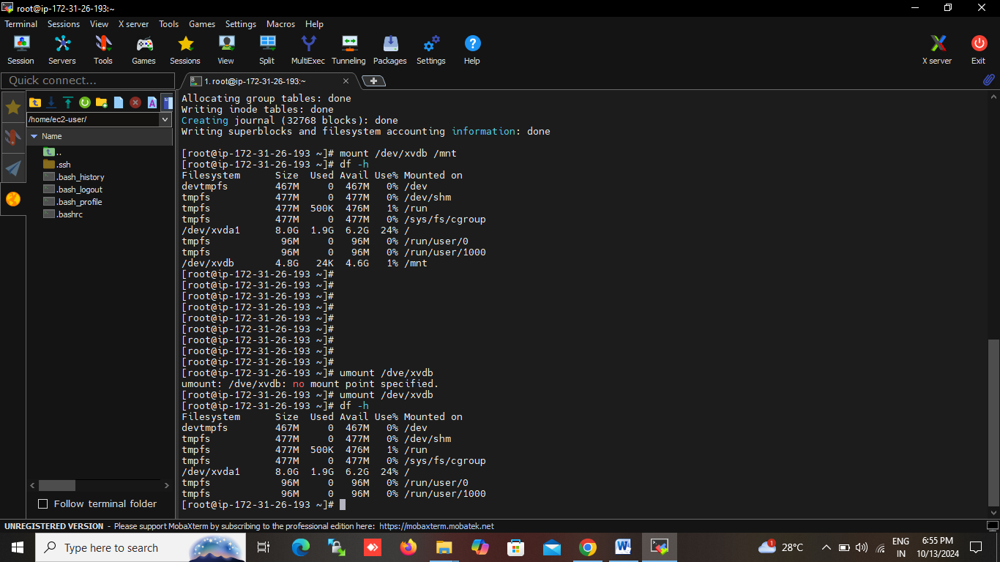 root@ip-172-31-26-193:~
Terminal Sessions View X server Tools Games Settings Macros Help
Session Servers Tools Games Sessions View Split MultiExec Tunneling Packages Settings Help X server Exit
Quick connect...
1. root@ip-172-31-26-193:~
/home/ec2-user/
Name
..
.ssh
.bash_history
.bash_logout
.bash_profile
.bashrc
Follow terminal folder
Allocating group tables: done
Writing inode tables: done
Creating journal (32768 blocks): done
Writing superblocks and filesystem accounting information: done
[root@ip-172-31-26-193 ~]# mount /dev/xvdb /mnt
[root@ip-172-31-26-193 ~]# df -h
Filesystem Size Used Avail Use% Mounted on
devtmpfs 467M 0 467M 0% /dev
tmpfs 477M 0 477M 0% /dev/shm
tmpfs 477M 500K 476M 1% /run
tmpfs 477M 0 477M 0% /sys/fs/cgroup
/dev/xvda1 8.0G 1.9G 6.2G 24% /
tmpfs 96M 0 96M 0% /run/user/0
tmpfs 96M 0 96M 0% /run/user/1000
/dev/xvdb 4.8G 24K 4.6G 1% /mnt
[root@ip-172-31-26-193 ~]#
[root@ip-172-31-26-193 ~]#
[root@ip-172-31-26-193 ~]#
[root@ip-172-31-26-193 ~]#
[root@ip-172-31-26-193 ~]#
[root@ip-172-31-26-193 ~]#
[root@ip-172-31-26-193 ~]#
[root@ip-172-31-26-193 ~]#
[root@ip-172-31-26-193 ~]#
[root@ip-172-31-26-193 ~]# umount /dve/xvdb
umount: /dve/xvdb: no mount point specified.
[root@ip-172-31-26-193 ~]# umount /dev/xvdb
[root@ip-172-31-26-193 ~]# df -h
Filesystem Size Used Avail Use% Mounted on
devtmpfs 467M 0 467M 0% /dev
tmpfs 477M 0 477M 0% /dev/shm
tmpfs 477M 500K 476M 1% /run
tmpfs 477M 0 477M 0% /sys/fs/cgroup
/dev/xvda1 8.0G 1.9G 6.2G 24% /
tmpfs 96M 0 96M 0% /run/user/0
tmpfs 96M 0 96M 0% /run/user/1000
[root@ip-172-31-26-193 ~]#
UNREGISTERED VERSION - Please support MobaXterm by subscribing to the professional edition here: https://mobaxterm.mobatek.net
Type here to search
1
28°C
ENG
IN
6:55 PM
10/13/2024